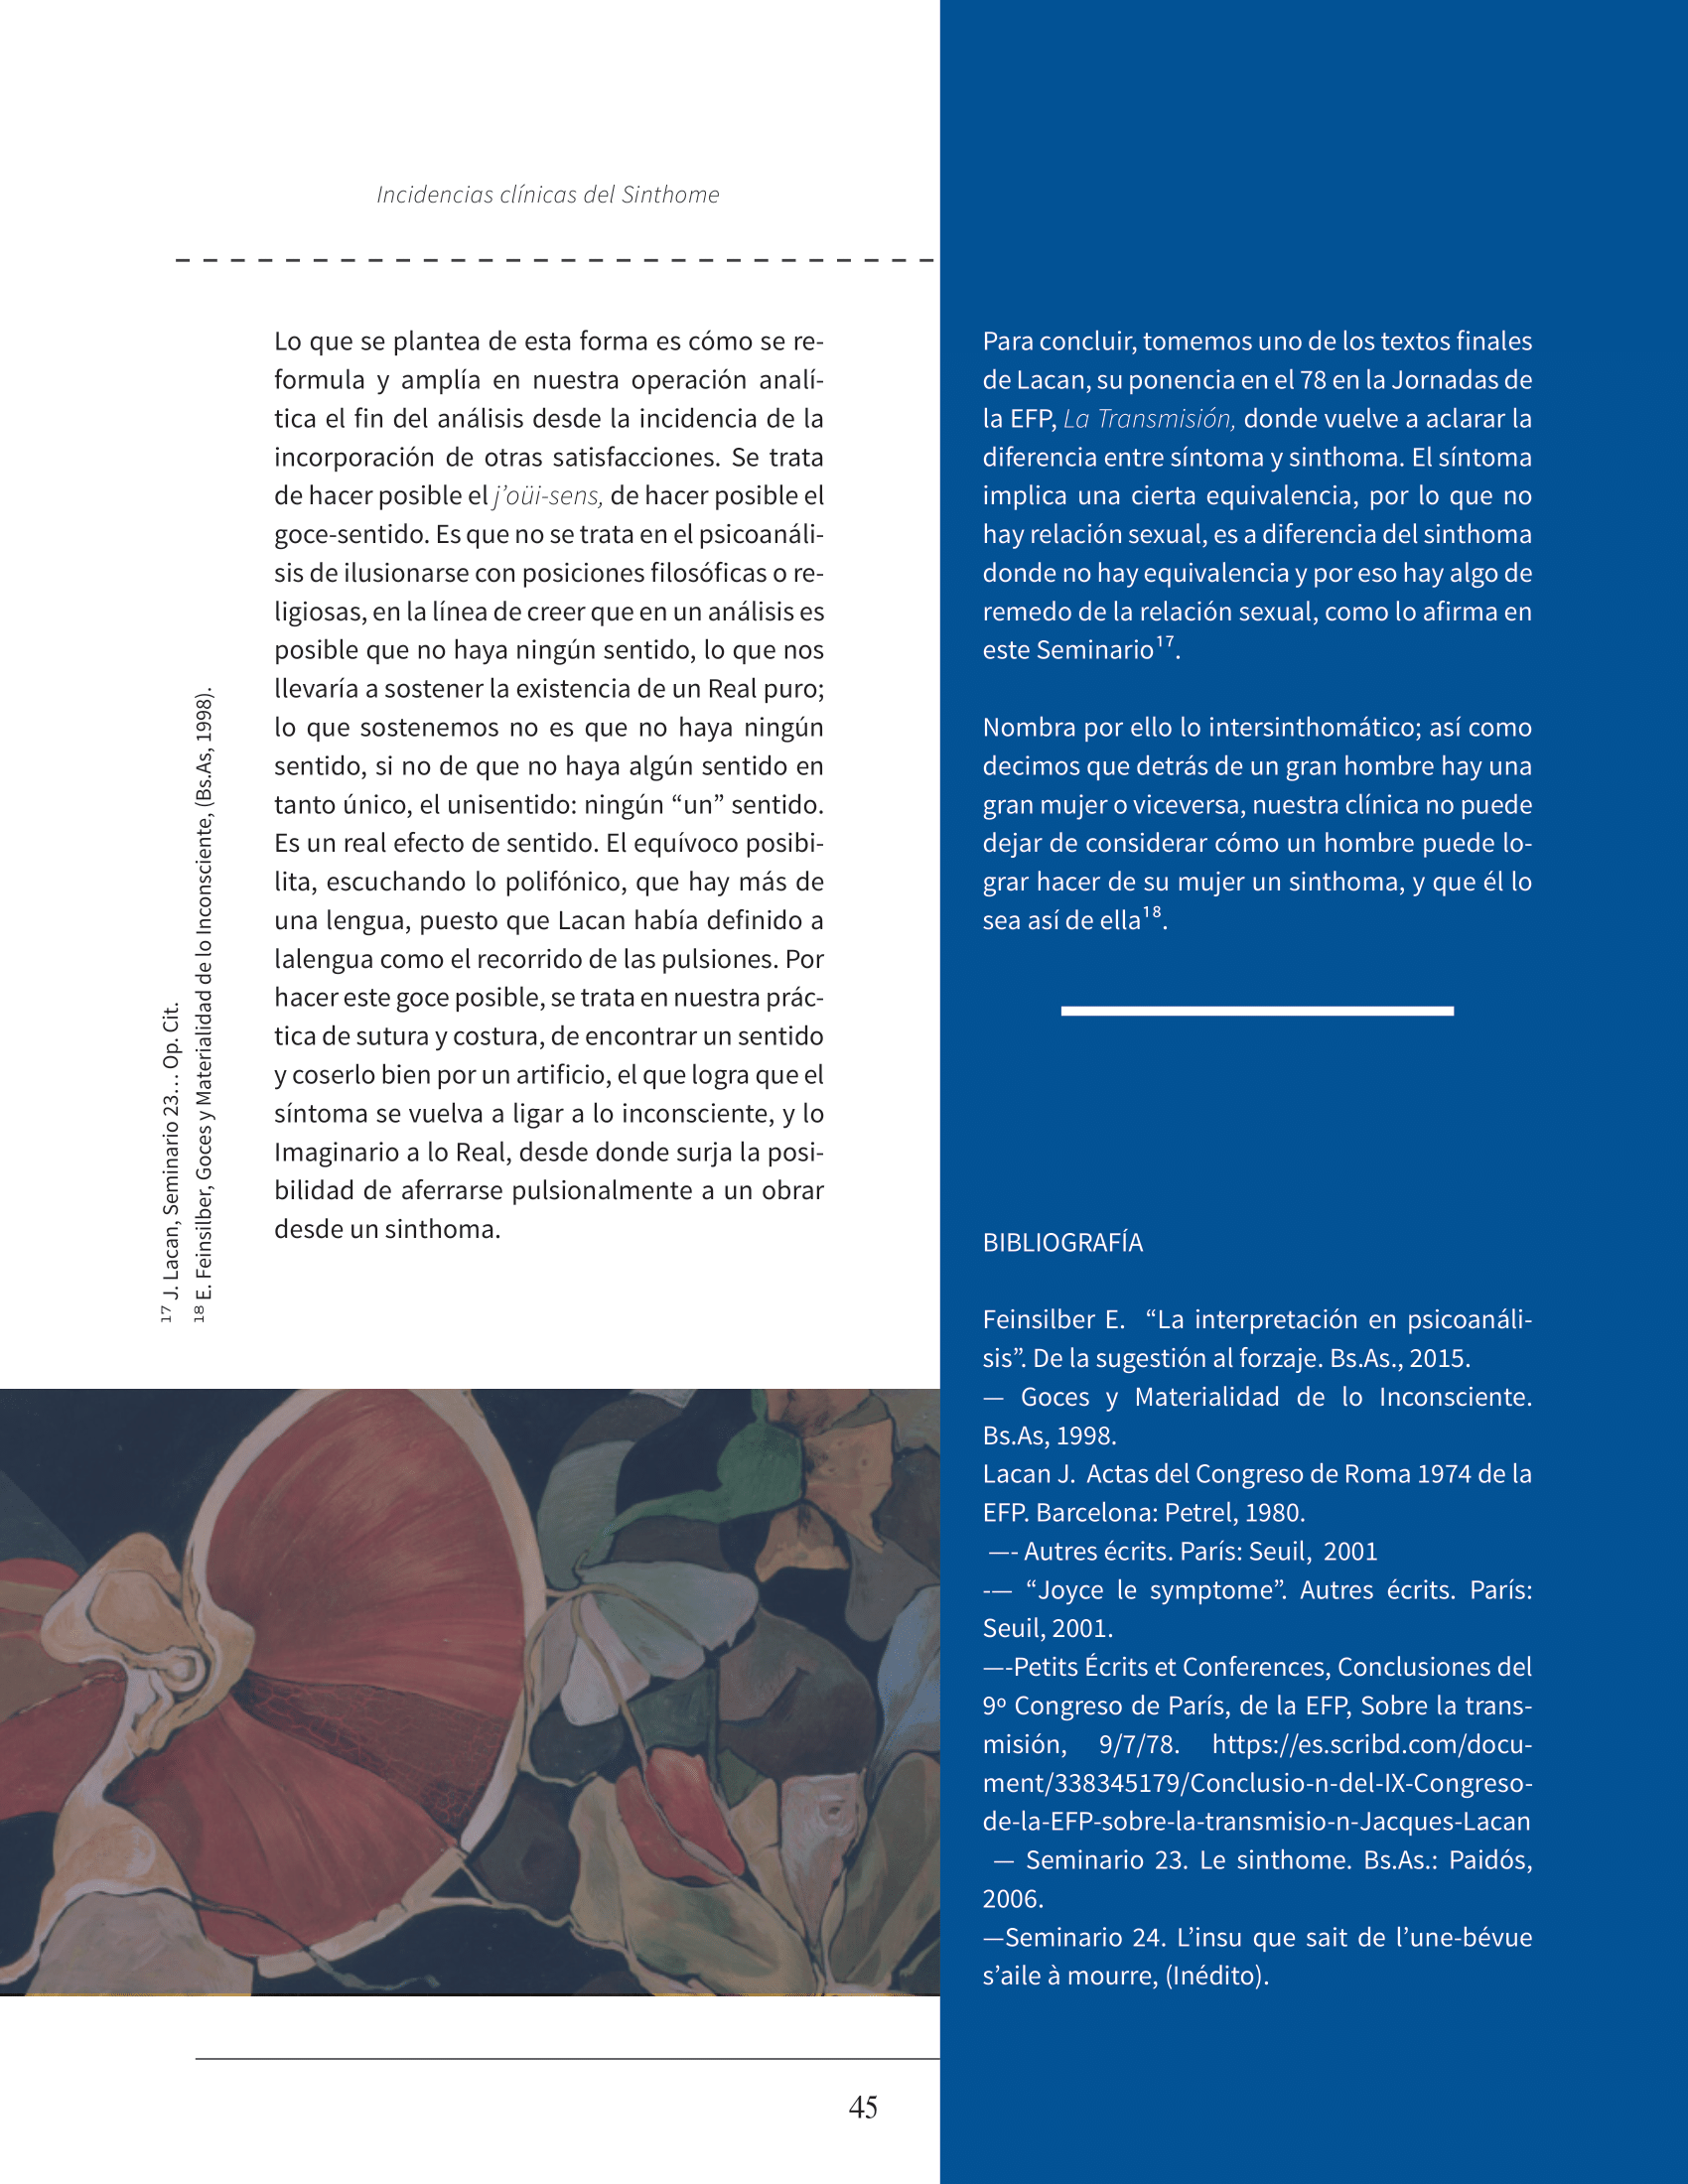 Incidencias clínicas del Sinthome
Lo que se plantea de esta forma es cómo se re-
formula y amplía en nuestra operación analí-
tica el fin del análisis desde la incidencia de la
incorporación de otras satisfacciones. Se trata
de hacer posible el j’oüi-sens, de hacer posible el
goce-sentido. Es que no se trata en el psicoanáli-
sis de ilusionarse con posiciones filosóficas o re-
ligiosas, en la línea de creer que en un análisis es
posible que no haya ningún sentido, lo que nos
llevaría a sostener la existencia de un Real puro;
lo que sostenemos no es que no haya ningún
sentido, si no de que no haya algún sentido en
tanto único, el unisentido: ningún “un” sentido.
Es un real efecto de sentido. El equívoco posibi-
lita, escuchando lo polifónico, que hay más de
una lengua, puesto que Lacan había definido a
lalengua como el recorrido de las pulsiones. Por
hacer este goce posible, se trata en nuestra prác-
tica de sutura y costura, de encontrar un sentido
y coserlo bien por un artificio, el que logra que el
síntoma se vuelva a ligar a lo inconsciente, y lo
Imaginario a lo Real, desde donde surja la posi-
bilidad de aferrarse pulsionalmente a un obrar
desde un sinthoma.
17 J. Lacan, Seminario 23… Op. Cit.
18 E. Feinsilber, Goces y Materialidad de lo Inconsciente, (Bs.As, 1998).
Para concluir, tomemos uno de los textos finales
de Lacan, su ponencia en el 78 en la Jornadas de
la EFP, La Transmisión, donde vuelve a aclarar la
diferencia entre síntoma y sinthoma. El síntoma
implica una cierta equivalencia, por lo que no
hay relación sexual, es a diferencia del sinthoma
donde no hay equivalencia y por eso hay algo de
remedo de la relación sexual, como lo afirma en
este Seminario17.
Nombra por ello lo intersinthomático; así como
decimos que detrás de un gran hombre hay una
gran mujer o viceversa, nuestra clínica no puede
dejar de considerar cómo un hombre puede lo-
grar hacer de su mujer un sinthoma, y que él lo
sea así de ella18.
BIBLIOGRAFÍA
Feinsilber E. “La interpretación en psicoanáli-
sis”. De la sugestión al forzaje. Bs.As., 2015.
— Goces y Materialidad de lo Inconsciente.
Bs.As, 1998.
Lacan J. Actas del Congreso de Roma 1974 de la
EFP. Barcelona: Petrel, 1980.
—- Autres écrits. París: Seuil, 2001
-— “Joyce le symptome”. Autres écrits. París:
Seuil, 2001.
—-Petits Écrits et Conferences, Conclusiones del
9º Congreso de París, de la EFP, Sobre la trans-
misión, 9/7/78. https://es.scribd.com/docu-
ment/338345179/Conclusio-n-del-IX-Congreso-
de-la-EFP-sobre-la-transmisio-n-Jacques-Lacan
— Seminario 23. Le sinthome. Bs.As.: Paidós,
2006.
—Seminario 24. L’insu que sait de l’une-bévue
s’aile à mourre, (Inédito).
45